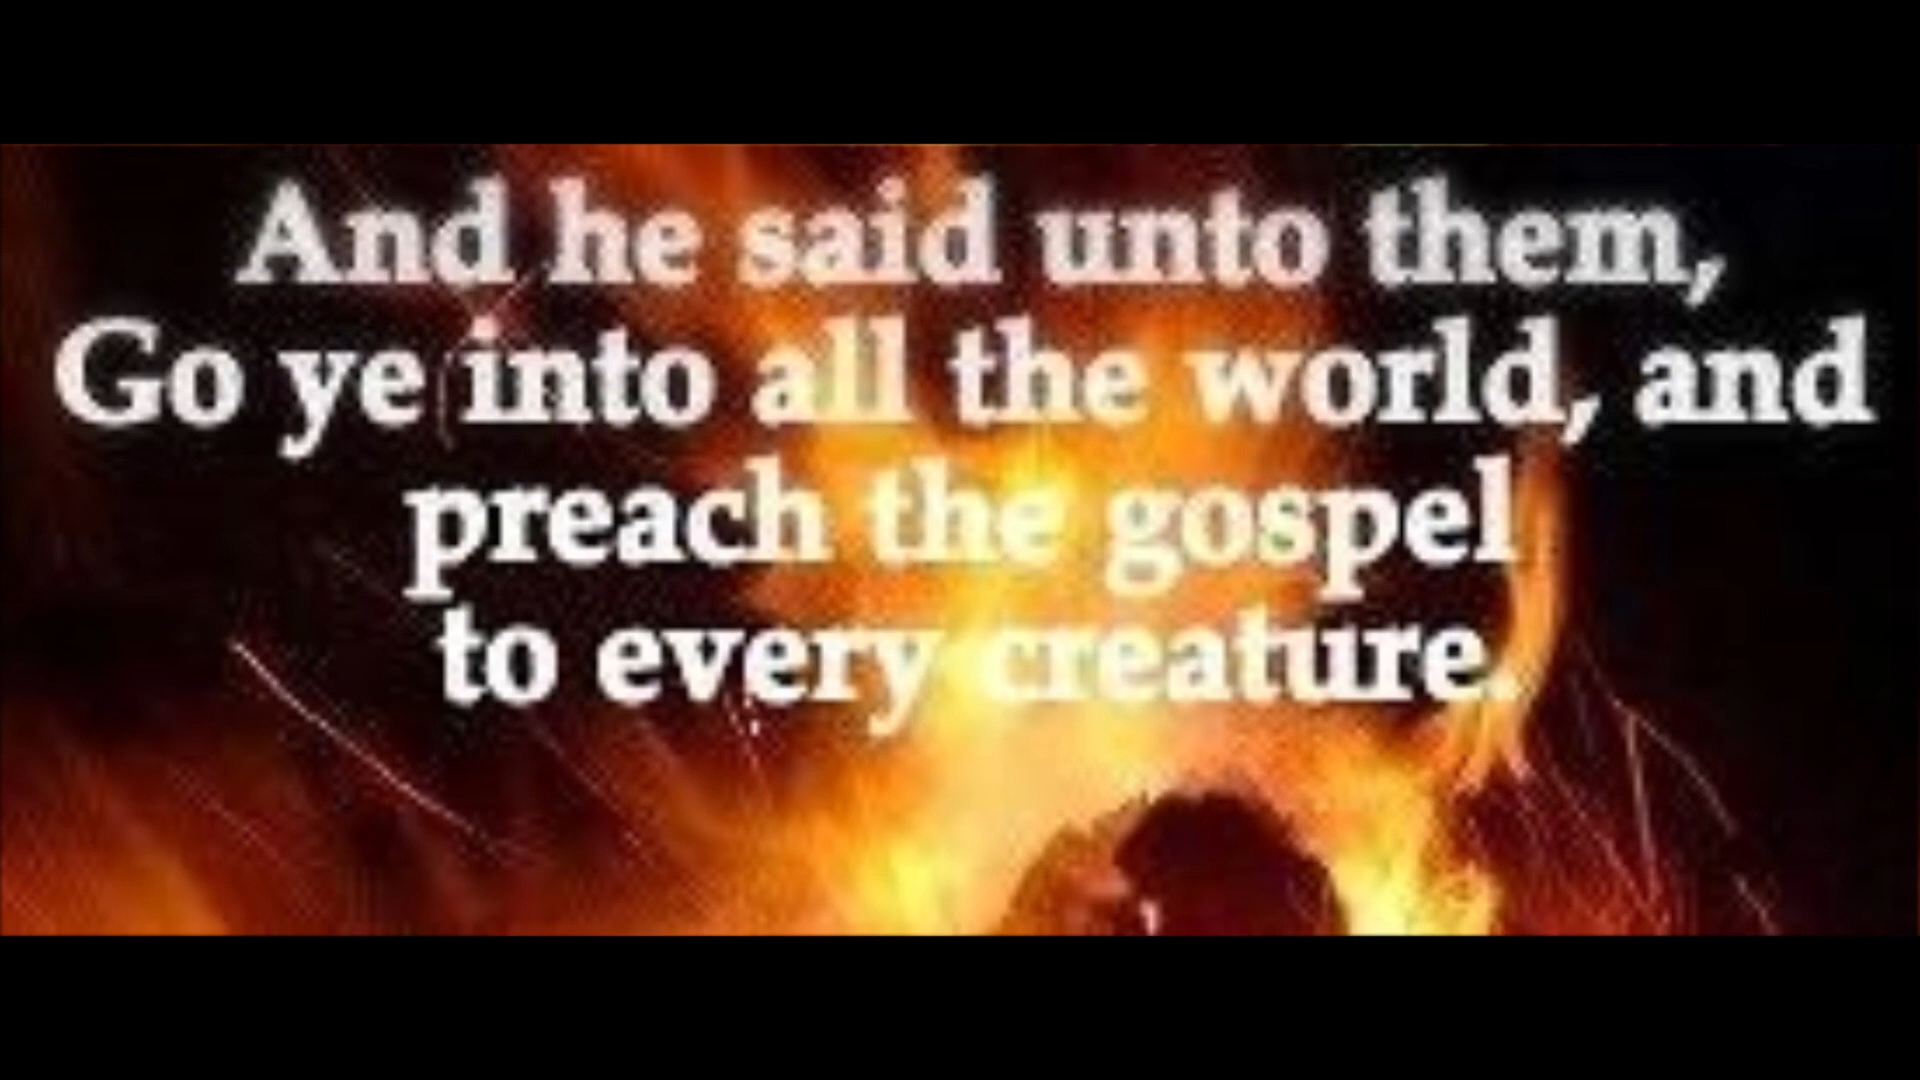 And he said unto them,
Go ye into all the world, and
preach the gospel
to every creature.